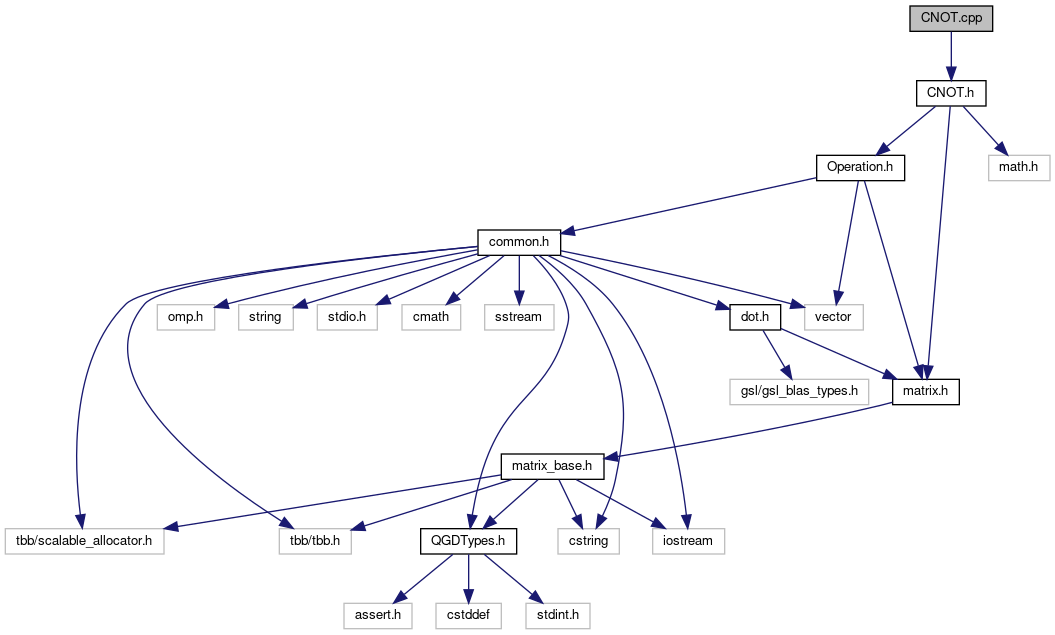 CNOT.cpp
CNOT.h
Operation.h
math.h
common.h
omp.h
string
stdio.h
cmath
sstream
dot.h
vector
gsl/gsl_blas_types.h
matrix.h
matrix_base.h
tbb/scalable_allocator.h
tbb/tbb.h
QGDTypes.h
cstring
iostream
assert.h
cstddef
stdint.h